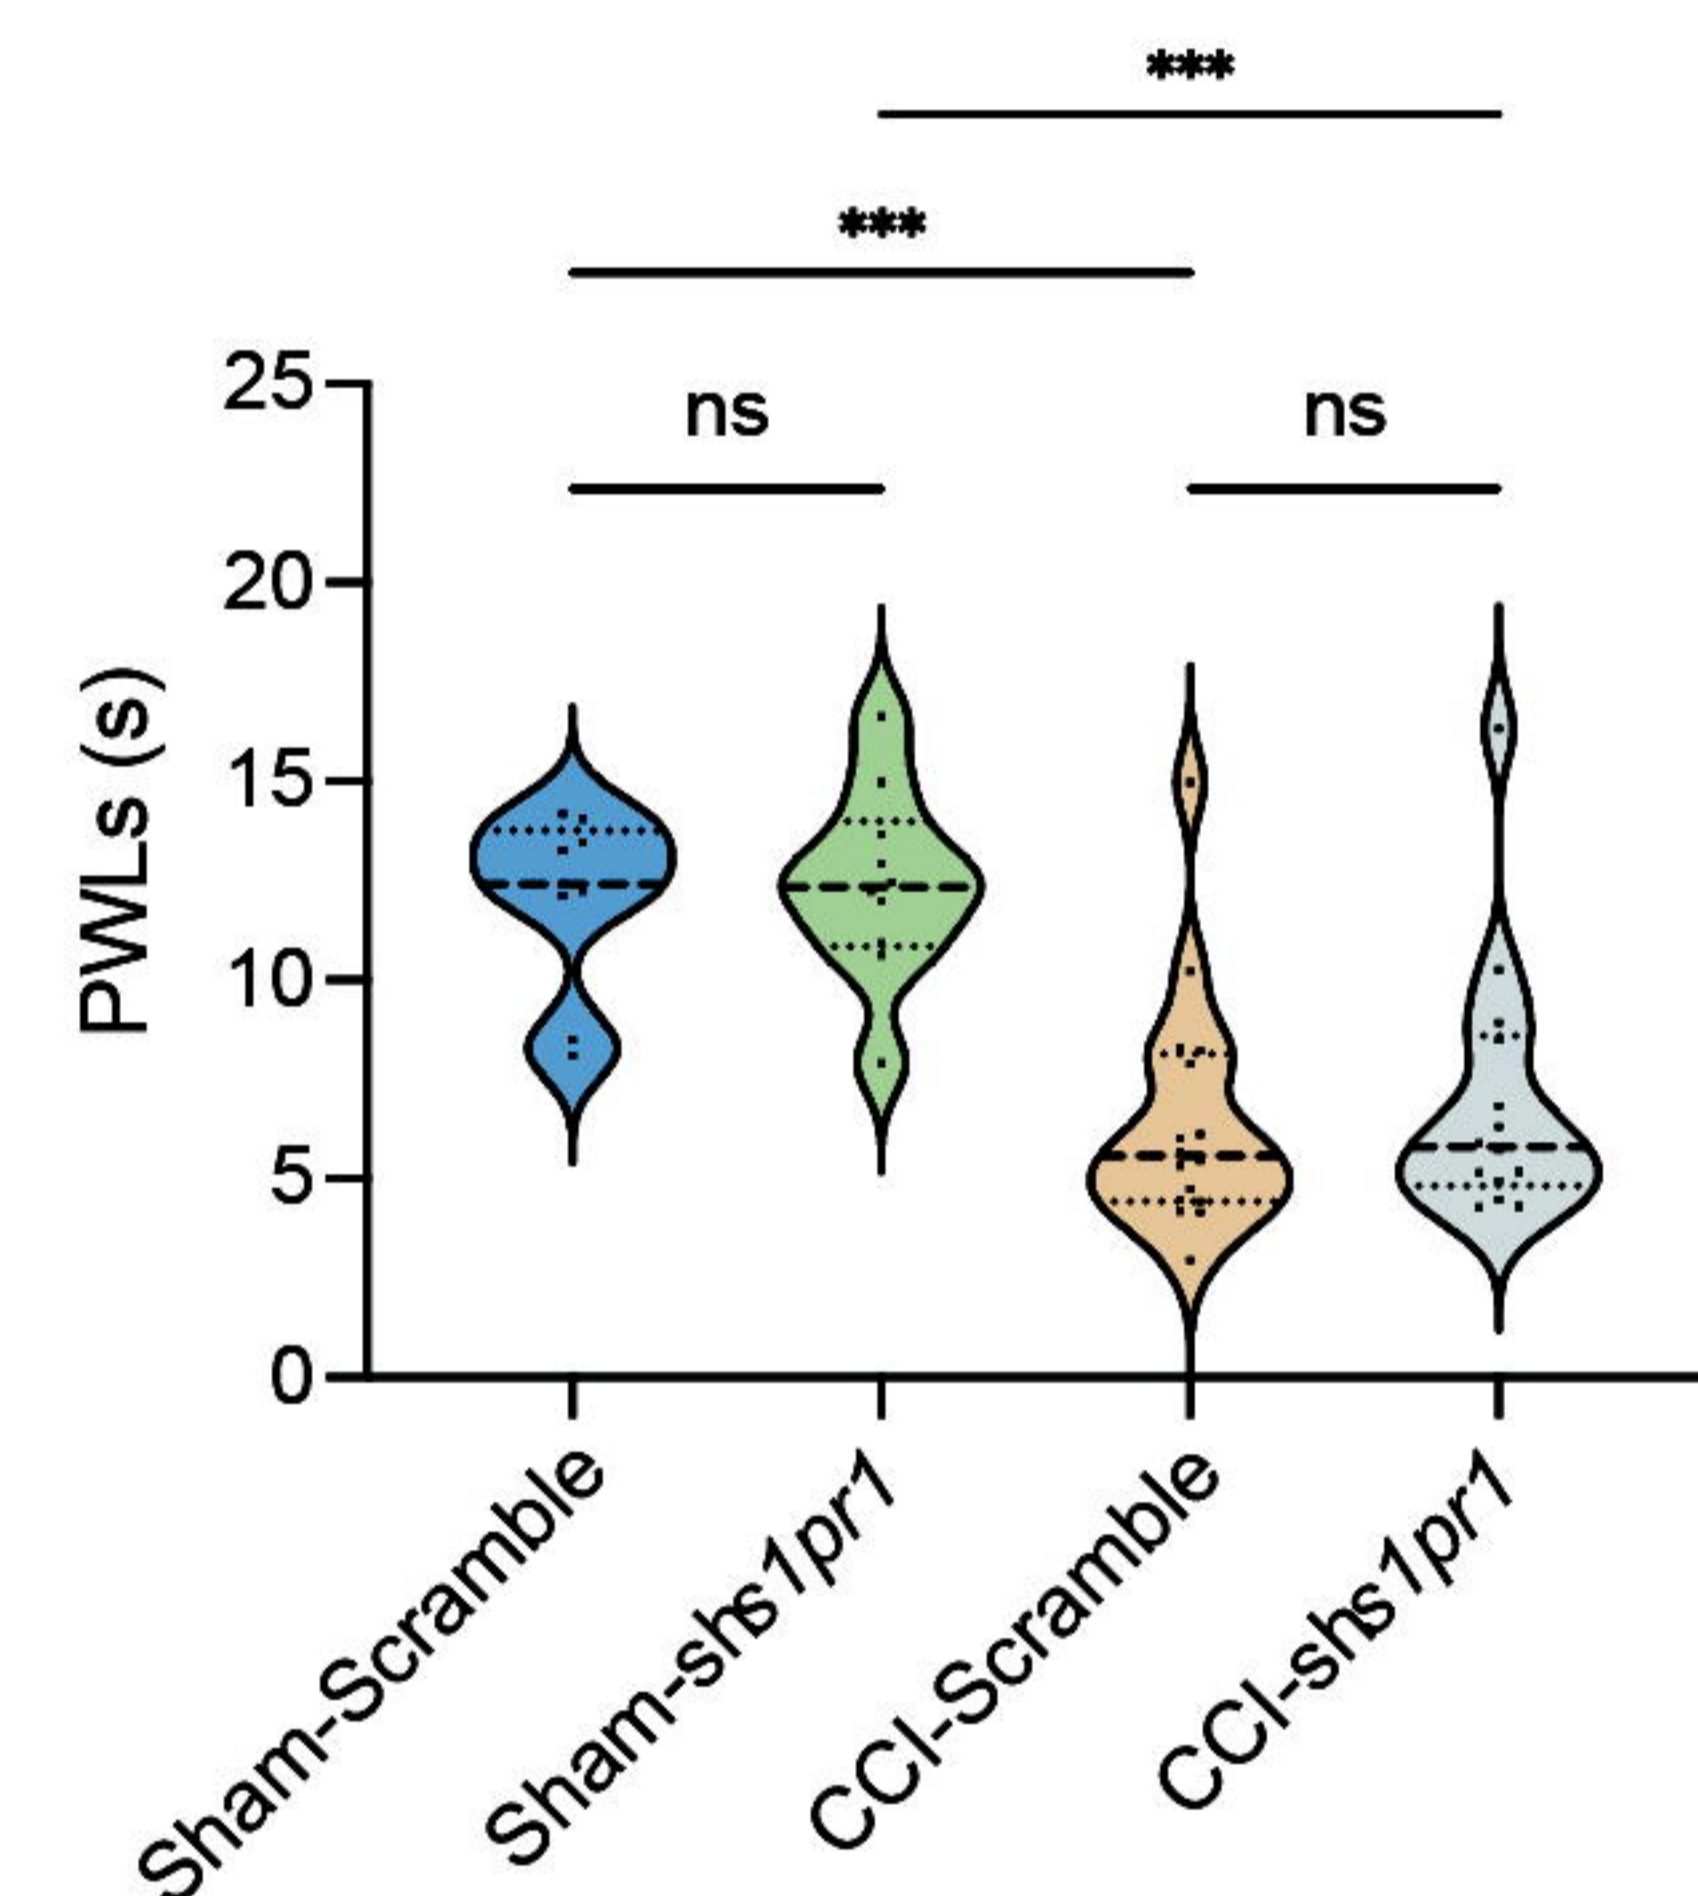 ***
***
25
ns
ns
20
15
10
5
0
PWLs (s)
Sham-Scramble
Sham-shs1pr1
CCI-Scramble
CCI-shs1pr1